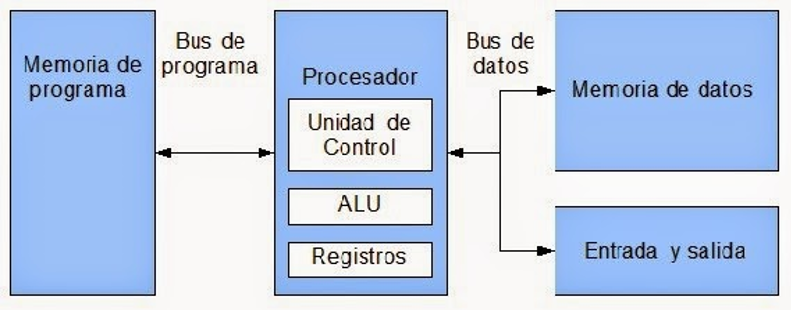 Memoria de
programa
Bus de
programa
Procesador
Unidad de
Control
ALU
Registros
Bus de
datos
Memoria de datos
Entrada y salida